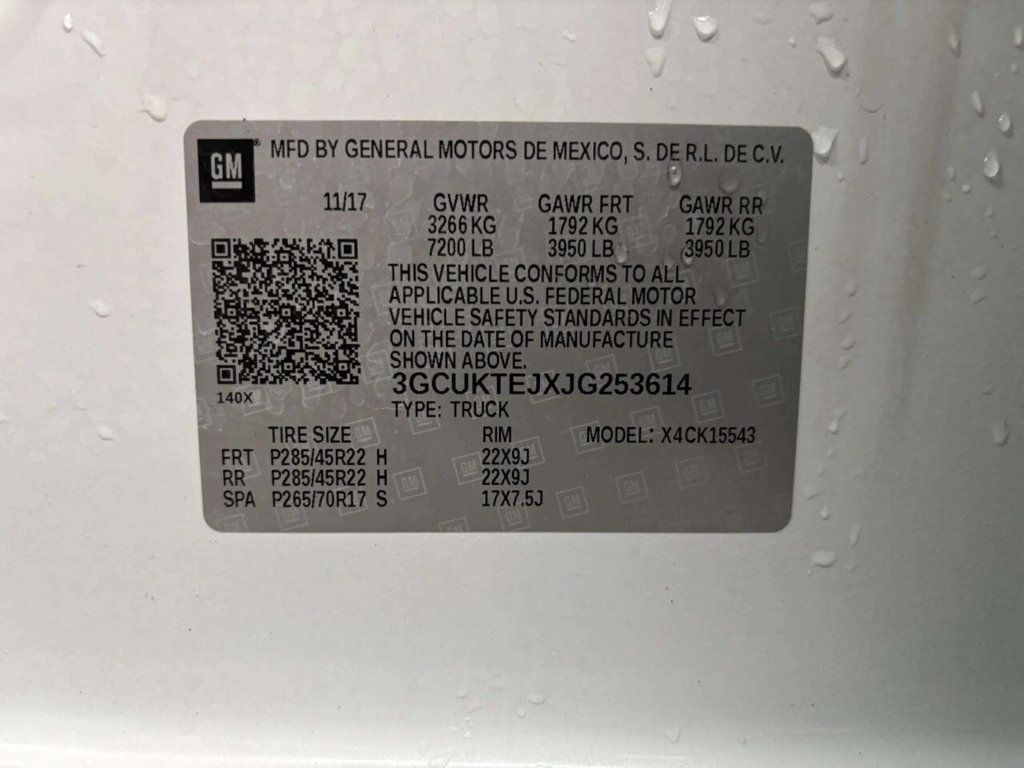 GM® MFD BY GENERAL MOTORS DE MEXICO, S. DE R.L. DE C.V.
11/17 GVWR GAWR FRT GAWR RR
3266 KG 1792 KG 1792 KG
7200 LB 3950 LB 3950 LB
THIS VEHICLE CONFORMS TO ALL
APPLICABLE U.S. FEDERAL MOTOR
VEHICLE SAFETY STANDARDS IN EFFECT
ON THE DATE OF MANUFACTURE
SHOWN ABOVE.
3GCUKTEJXJG253614
140X
TYPE: TRUCK
TIRE SIZE RIM MODEL: X4CK15543
FRT P285/45R22 H 22X9J
RR P285/45R22 H 22X9J
SPA P265/70R17 S 17X7.5J